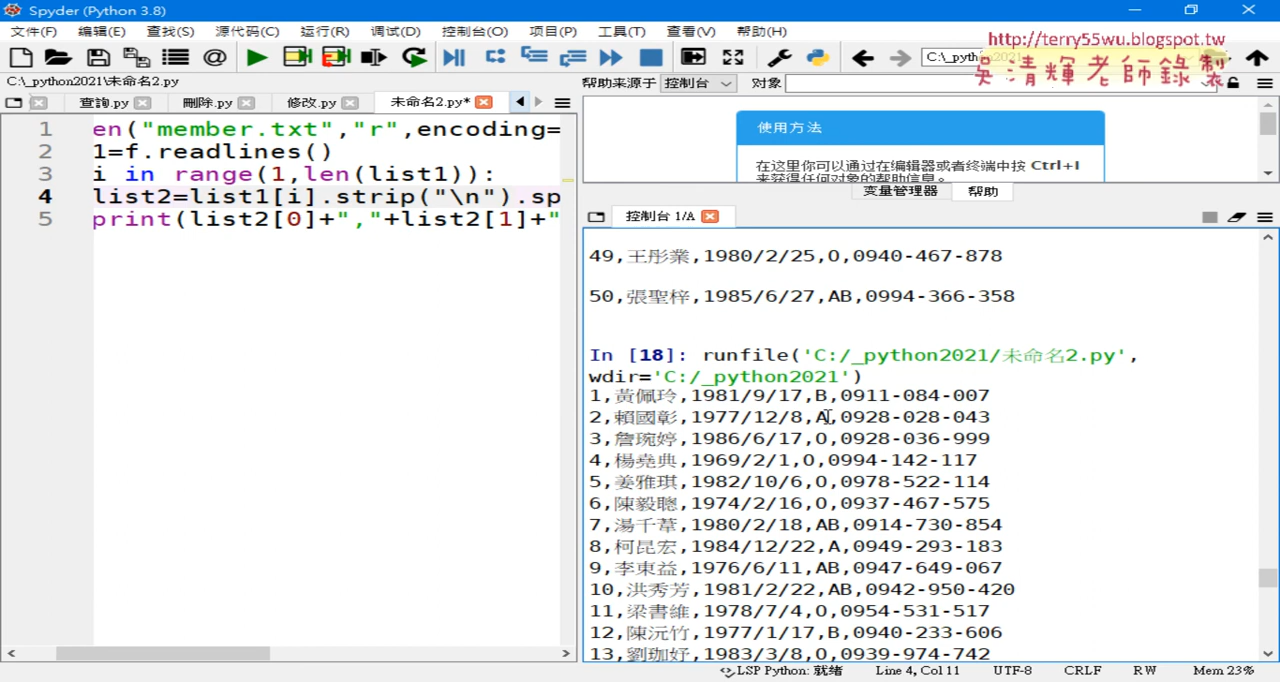 Spyder (Python 3.8)
文件(F) 编辑(E) 查找(S) 源代码(C) 运行(R) 调试(D) 控制台(O) 项目(P) 工具(T) 查看(V) 帮助(H)
http://terry55wu.blogspot.tw
吳清輝老師錄製
C:\_python2021\未命名2.py
帮助来源于 控制台 对象
查詢.py 刪除.py 修改.py 未命名2.py*
1 en("member.txt","r",encoding=
2 1=f.readlines()
3 i in range(1,len(list1)):
4 list2=list1[i].strip("\n").sp
5 print(list2[0]+","+list2[1]+"
使用方法
在这里你可以通过在编辑器或者终端中按 Ctrl+I
来获得任何对象的帮助信息。
变量管理器 帮助
控制台 1/A
49,王彤業,1980/2/25,O,0940-467-878
50,張聖梓,1985/6/27,AB,0994-366-358
In [18]: runfile('C:/_python2021/未命名2.py',
wdir='C:/_python2021')
1,黃佩玲,1981/9/17,B,0911-084-007
2,賴國彰,1977/12/8,A,0928-028-043
3,詹琬婷,1986/6/17,O,0928-036-999
4,楊堯典,1969/2/1,O,0994-142-117
5,姜雅琪,1982/10/6,O,0978-522-114
6,陳毅聰,1974/2/16,O,0937-467-575
7,湯千葦,1980/2/18,AB,0914-730-854
8,柯昆宏,1984/12/22,A,0949-293-183
9,李東益,1976/6/11,AB,0947-649-067
10,洪秀芳,1981/2/22,AB,0942-950-420
11,梁書維,1978/7/4,O,0954-531-517
12,陳沅竹,1977/1/17,B,0940-233-606
13,劉珈妤,1983/3/8,O,0939-974-742
LSP Python: 就绪 Line 4, Col 11 UTF-8 CRLF RW Mem 23%